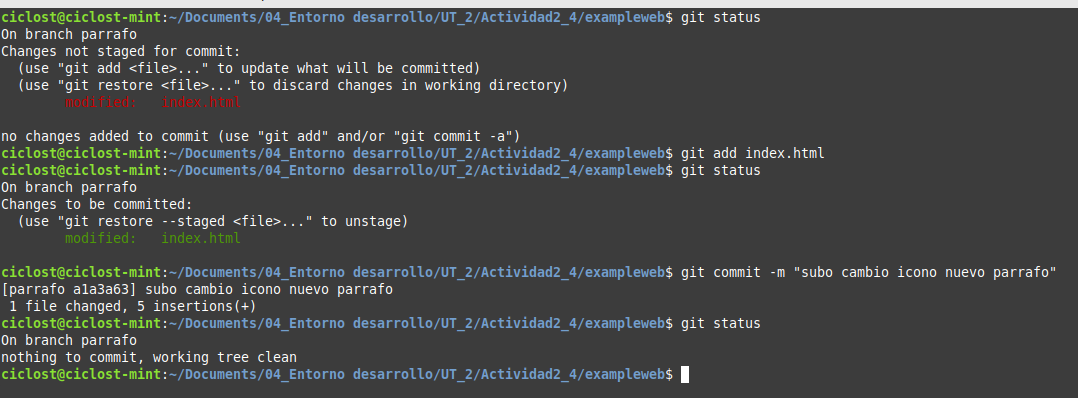 ciclost@ciclost-mint:~/Documents/04_Entorno desarrollo/UT_2/Actividad2_4/exampleweb$ git status
On branch parrafo
Changes not staged for commit:
  (use "git add <file>..." to update what will be committed)
  (use "git restore <file>..." to discard changes in working directory)
        modified:   index.html

no changes added to commit (use "git add" and/or "git commit -a")
ciclost@ciclost-mint:~/Documents/04_Entorno desarrollo/UT_2/Actividad2_4/exampleweb$ git add index.html
ciclost@ciclost-mint:~/Documents/04_Entorno desarrollo/UT_2/Actividad2_4/exampleweb$ git status
On branch parrafo
Changes to be committed:
  (use "git restore --staged <file>..." to unstage)
        modified:   index.html

ciclost@ciclost-mint:~/Documents/04_Entorno desarrollo/UT_2/Actividad2_4/exampleweb$ git commit -m "subo cambio icono nuevo parrafo"
[parrafo a1a3a63] subo cambio icono nuevo parrafo
 1 file changed, 5 insertions(+)
ciclost@ciclost-mint:~/Documents/04_Entorno desarrollo/UT_2/Actividad2_4/exampleweb$ git status
On branch parrafo
nothing to commit, working tree clean
ciclost@ciclost-mint:~/Documents/04_Entorno desarrollo/UT_2/Actividad2_4/exampleweb$